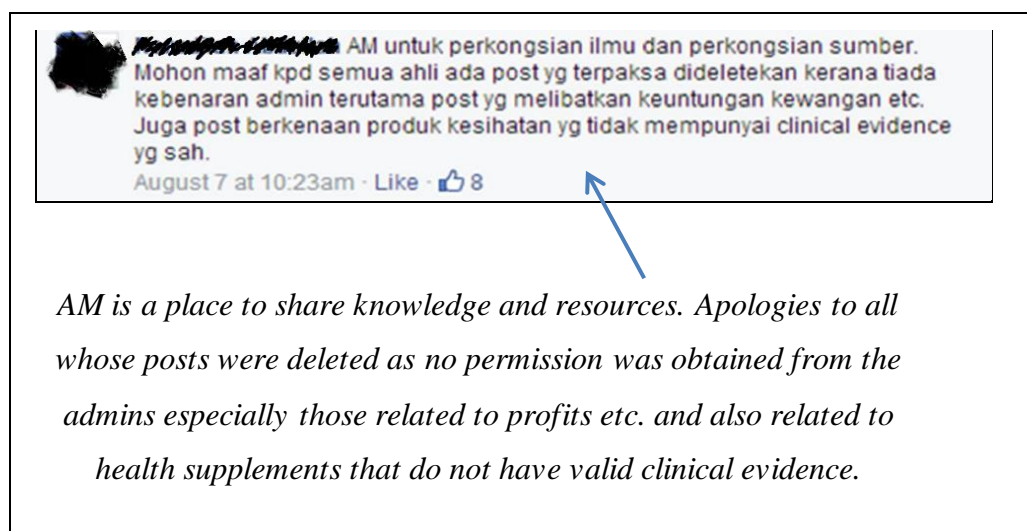 AM untuk perkongsian ilmu dan perkongsian sumber.
Mohon maaf kpd semua ahli ada post yg terpaksa dideletekan kerana tiada
kebenaran admin terutama post yg melibatkan keuntungan kewangan etc.
Juga post berkenaan produk kesihatan yg tidak mempunyai clinical evidence
yg sah.
August 7 at 10:23am · Like · 8
AM is a place to share knowledge and resources. Apologies to all
whose posts were deleted as no permission was obtained from the
admins especially those related to profits etc. and also related to
health supplements that do not have valid clinical evidence.